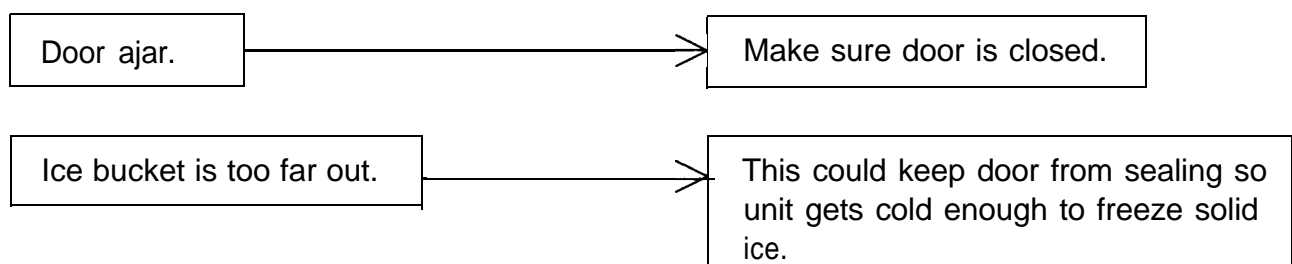 Door ajar.
Make sure door is closed.
Ice bucket is too far out.
This could keep door from sealing so
unit gets cold enough to freeze solid
ice.